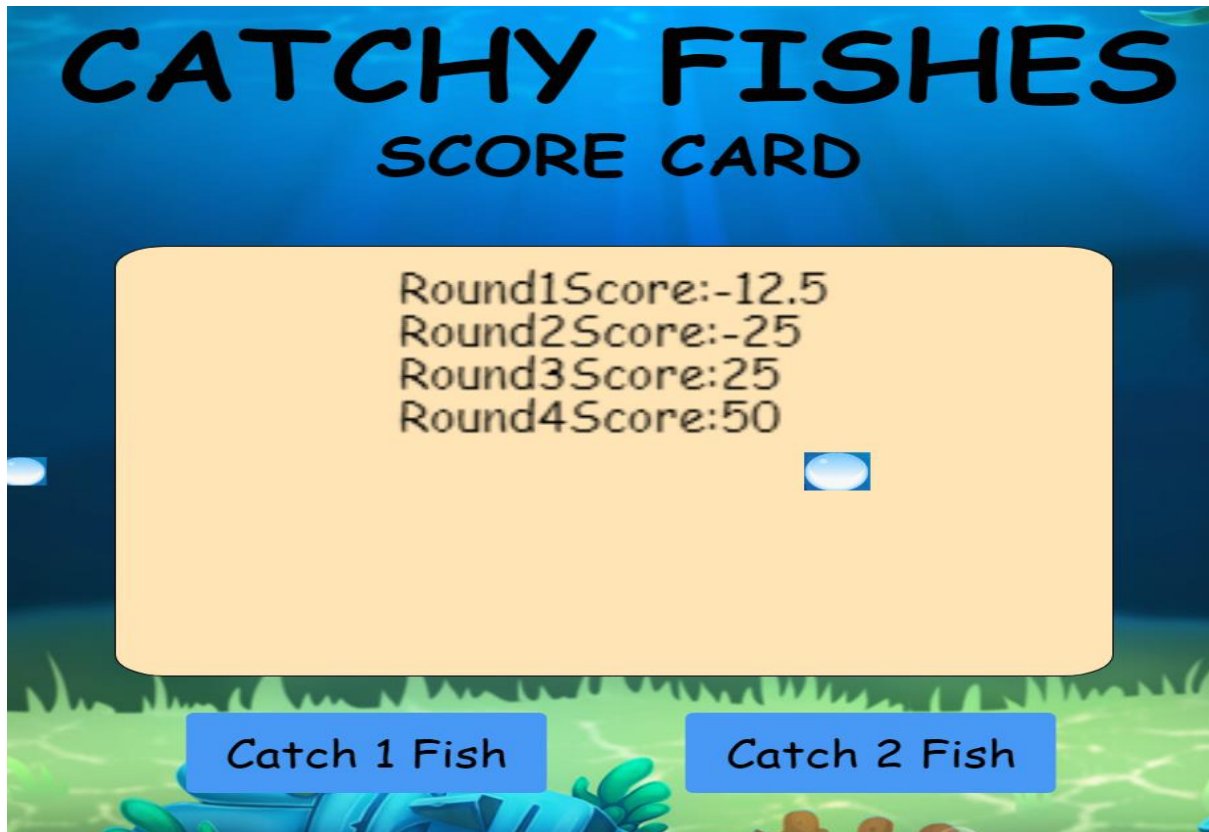 CATCHY FISHES
SCORE CARD
Round1Score:-12.5
Round2Score:-25
Round3Score:25
Round4Score:50
Catch 1 Fish
Catch 2 Fish